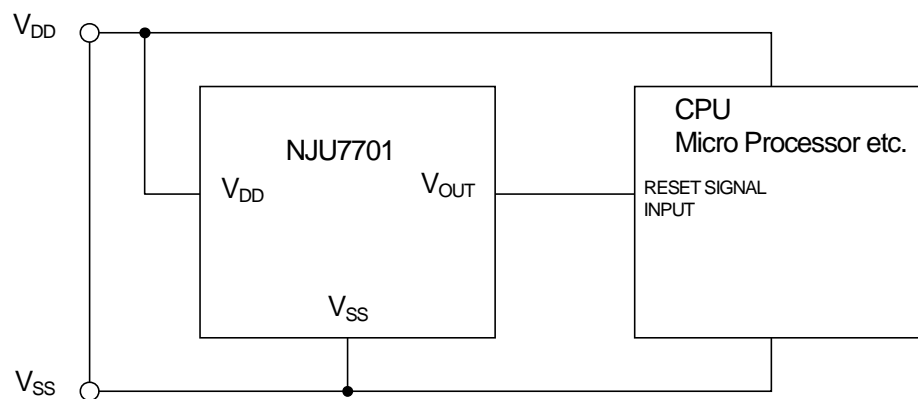 VDD
NJU7701
VDD
VOUT
VSS
CPU
Micro Processor etc.
RESET SIGNAL
INPUT
VSS